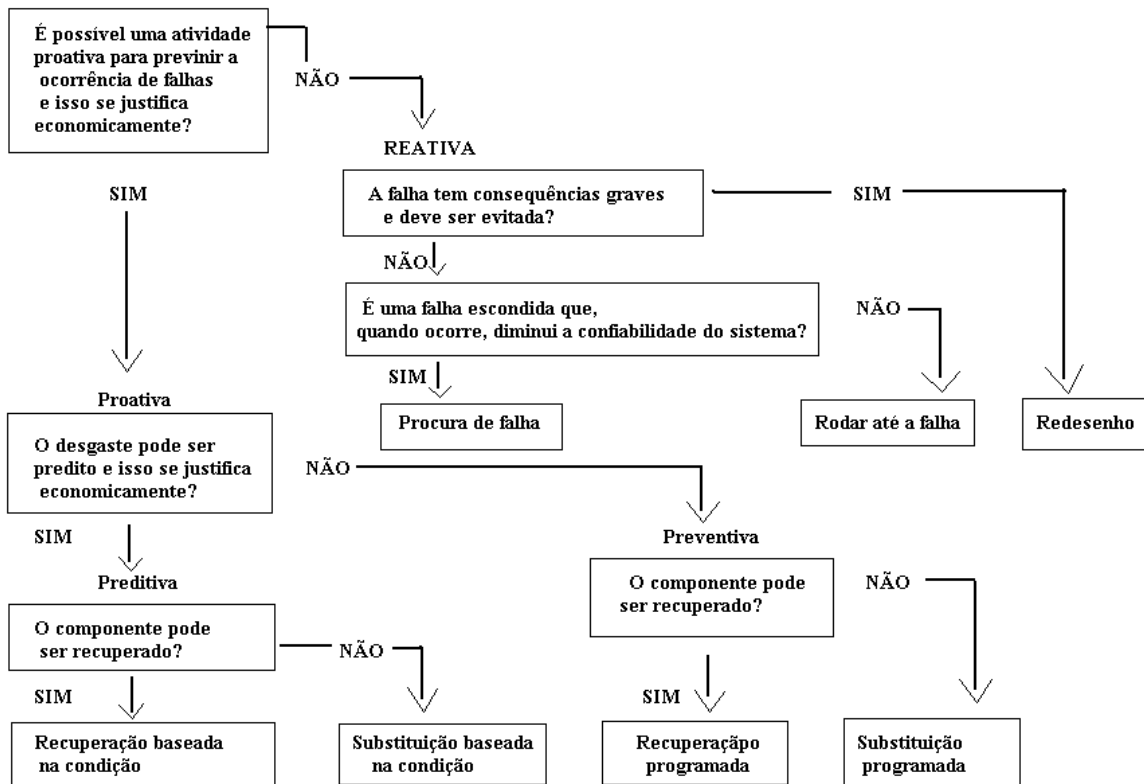 É possível uma atividade
proativa para previnir a
ocorrência de falhas
e isso se justifica
economicamente?
NÃO
REATIVA
SIM
A falha tem consequências graves
e deve ser evitada?
SIM
NÃO
É uma falha escondida que,
quando ocorre, diminui a confiabilidade do sistema?
NÃO
SIM
Proativa
Procura de falha
Rodar até a falha
Redesenho
O desgaste pode ser
predito e isso se justifica
economicamente?
NÃO
SIM
Preventiva
Preditiva
O componente pode
ser recuperado?
NÃO
O componente pode
ser recuperado?
NÃO
SIM
SIM
Recuperação baseada
na condição
Substituição baseada
na condição
Recuperaçãpo
programada
Substituição
programada